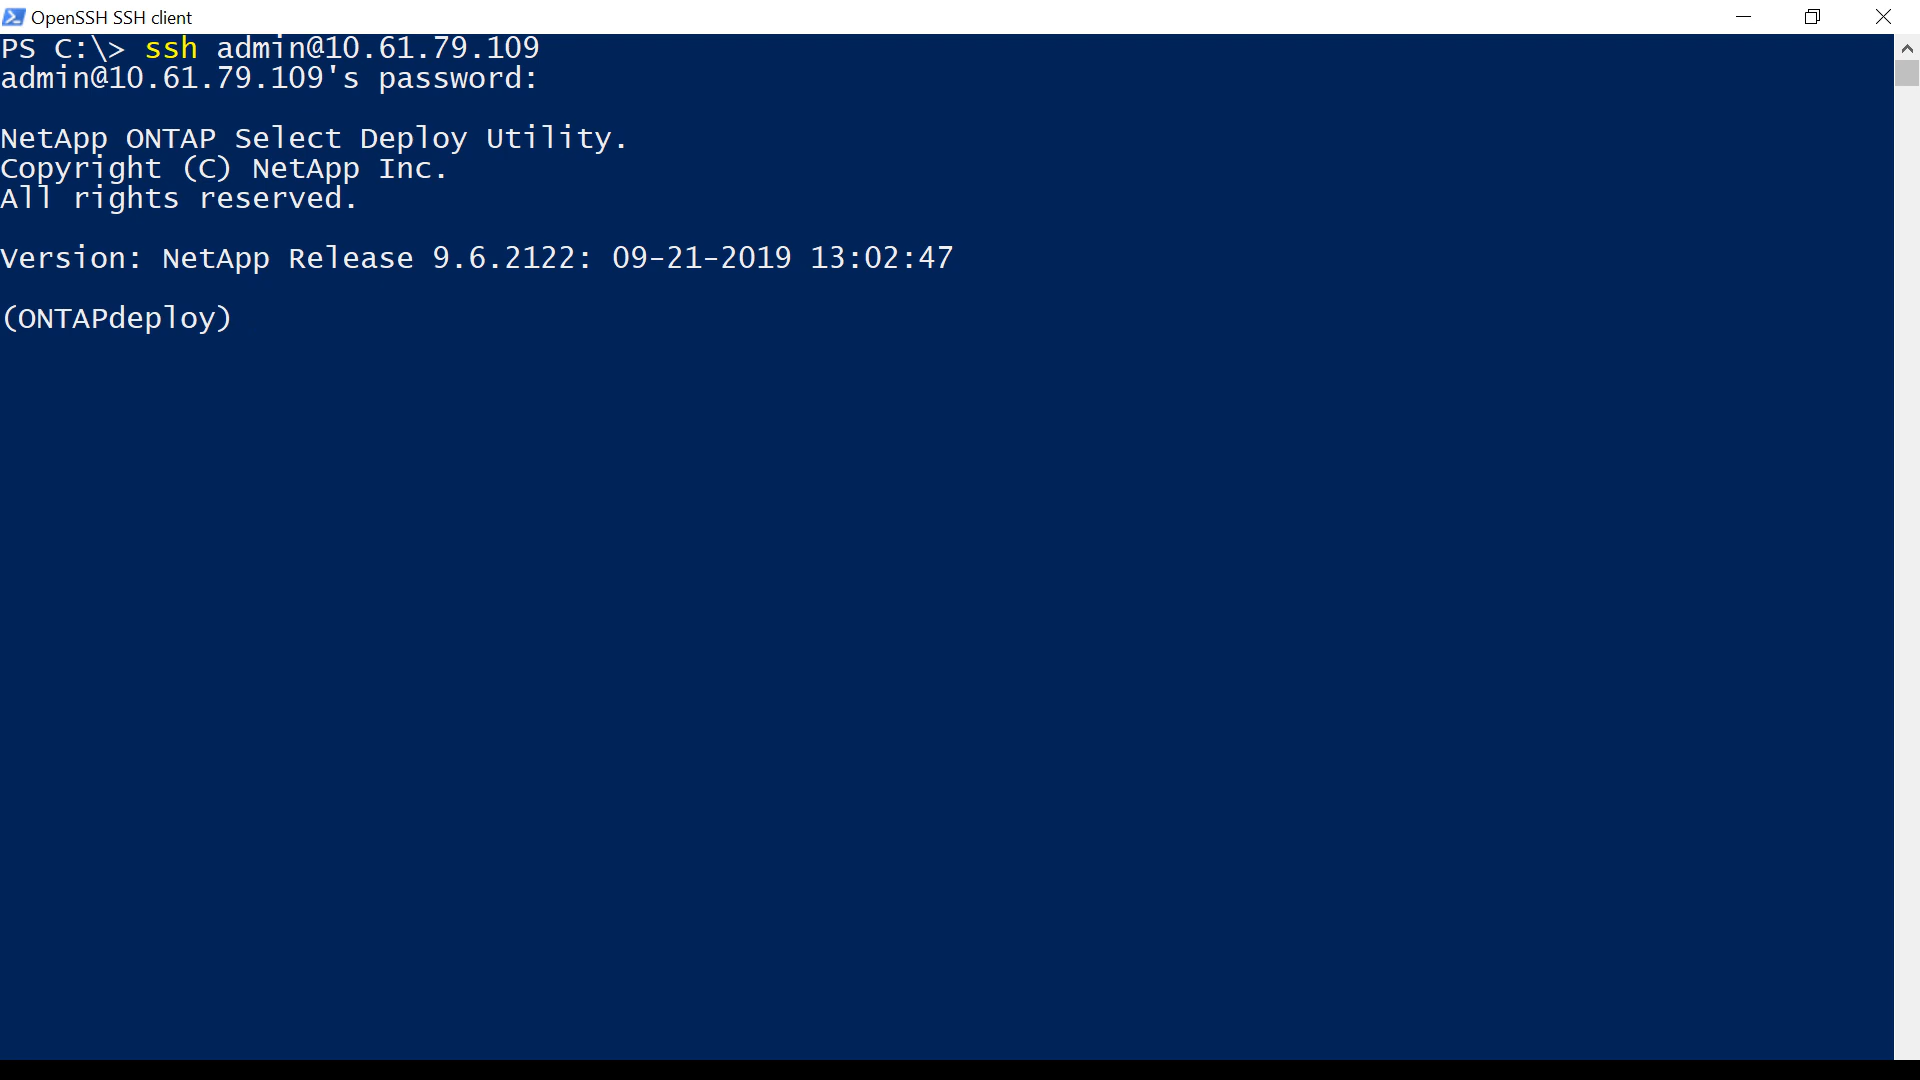 OpenSSH SSH client
PS C:\> ssh admin@10.61.79.109
admin@10.61.79.109's password:
NetApp ONTAP Select Deploy Utility.
Copyright (C) NetApp Inc.
All rights reserved.
Version: NetApp Release 9.6.2122: 09-21-2019 13:02:47
(ONTAPdeploy)